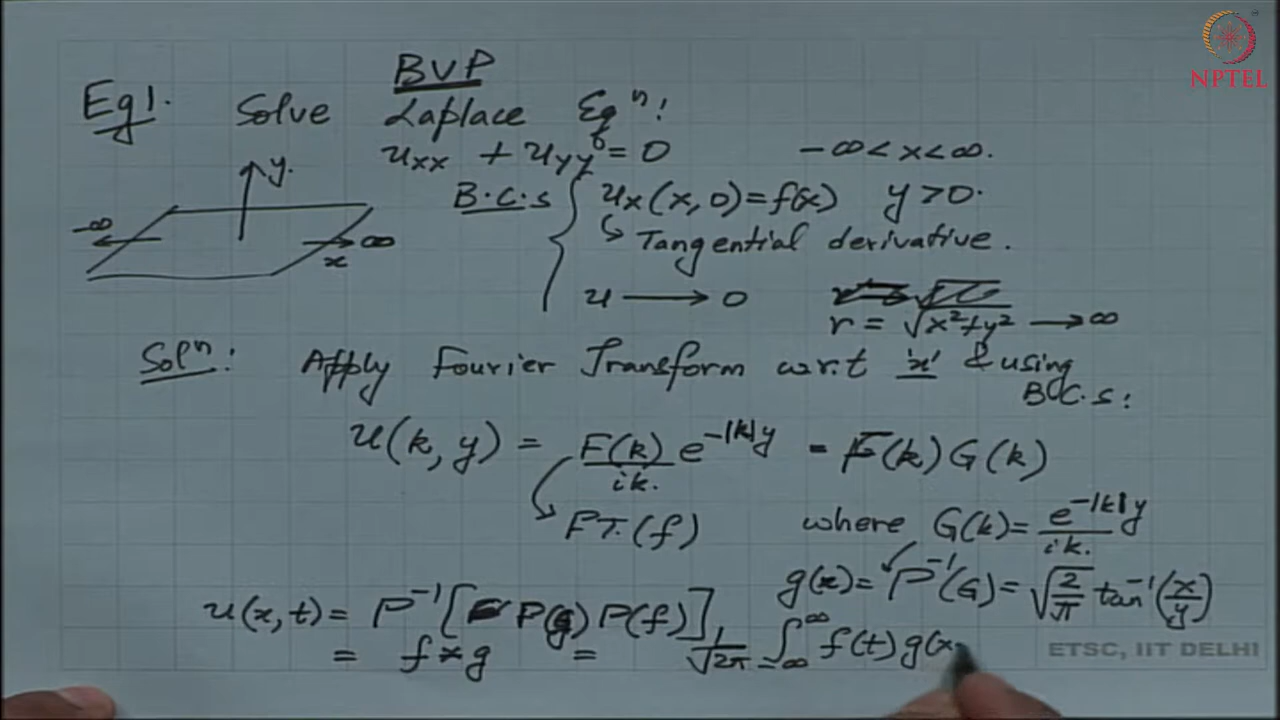 NPTEL
BVP
Eg1. Solve Laplace Eqⁿ:
uxx + uyy = 0 -∞ < x < ∞.
y.
B.C.s { ux(x, 0) = f(x) y > 0.
↳ Tangential derivative.
-∞ ∞
x
u → 0
r = √x²+y² → ∞
Solⁿ: Apply Fourier Transform w.r.t 'x' & using
B.C.s:
u(k, y) = F(k)/ik. e^-|k|y = F(k) G(k)
↳ F.T.(f) where G(k) = e^-|k|y/ik.
g(x) = F⁻¹(G) = √2/π tan⁻¹(x/y)
u(x, t) = F⁻¹[F(g) F(f)]
= f * g = 1/√2π ∫_-∞^∞ f(t) g(x
ETSC, IIT DELHI